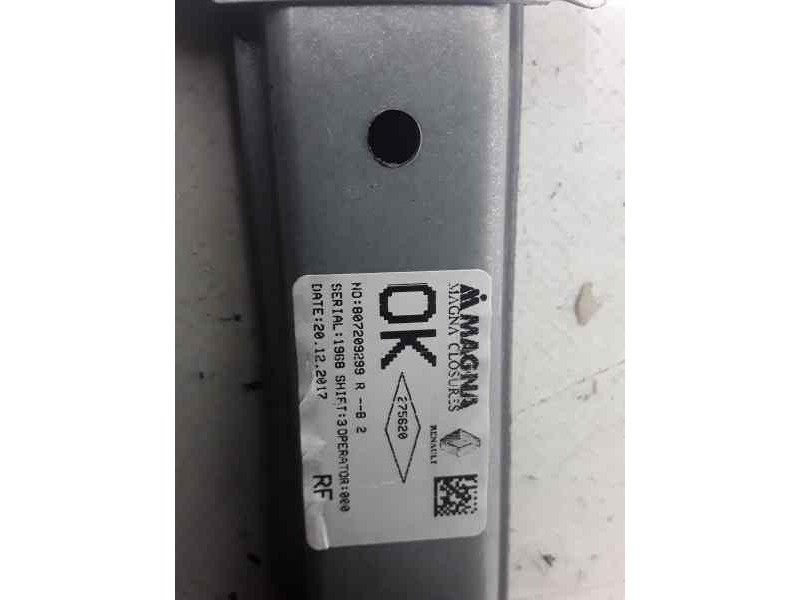 MAGNA
MAGNA CLOSURES
RENAULT
OK
275620
NO:807209299 R --B 2
SERIAL:1968 SHIFT:3 OPERATOR:000
DATE:20.12.2017
RF